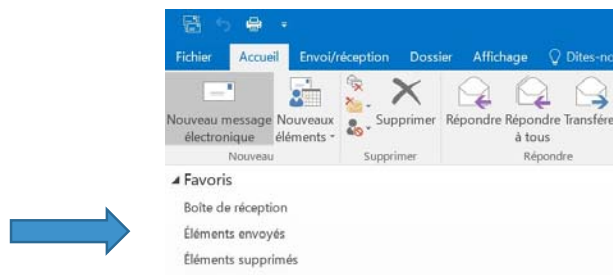 Fichier Accueil Envoi/réception Dossier Affichage Dites-no
Nouveau message Nouveaux Supprimer Répondre Répondre Transfére
électronique éléments à tous
Nouveau Supprimer Répondre
Favoris
Boîte de réception
Éléments envoyés
Éléments supprimés